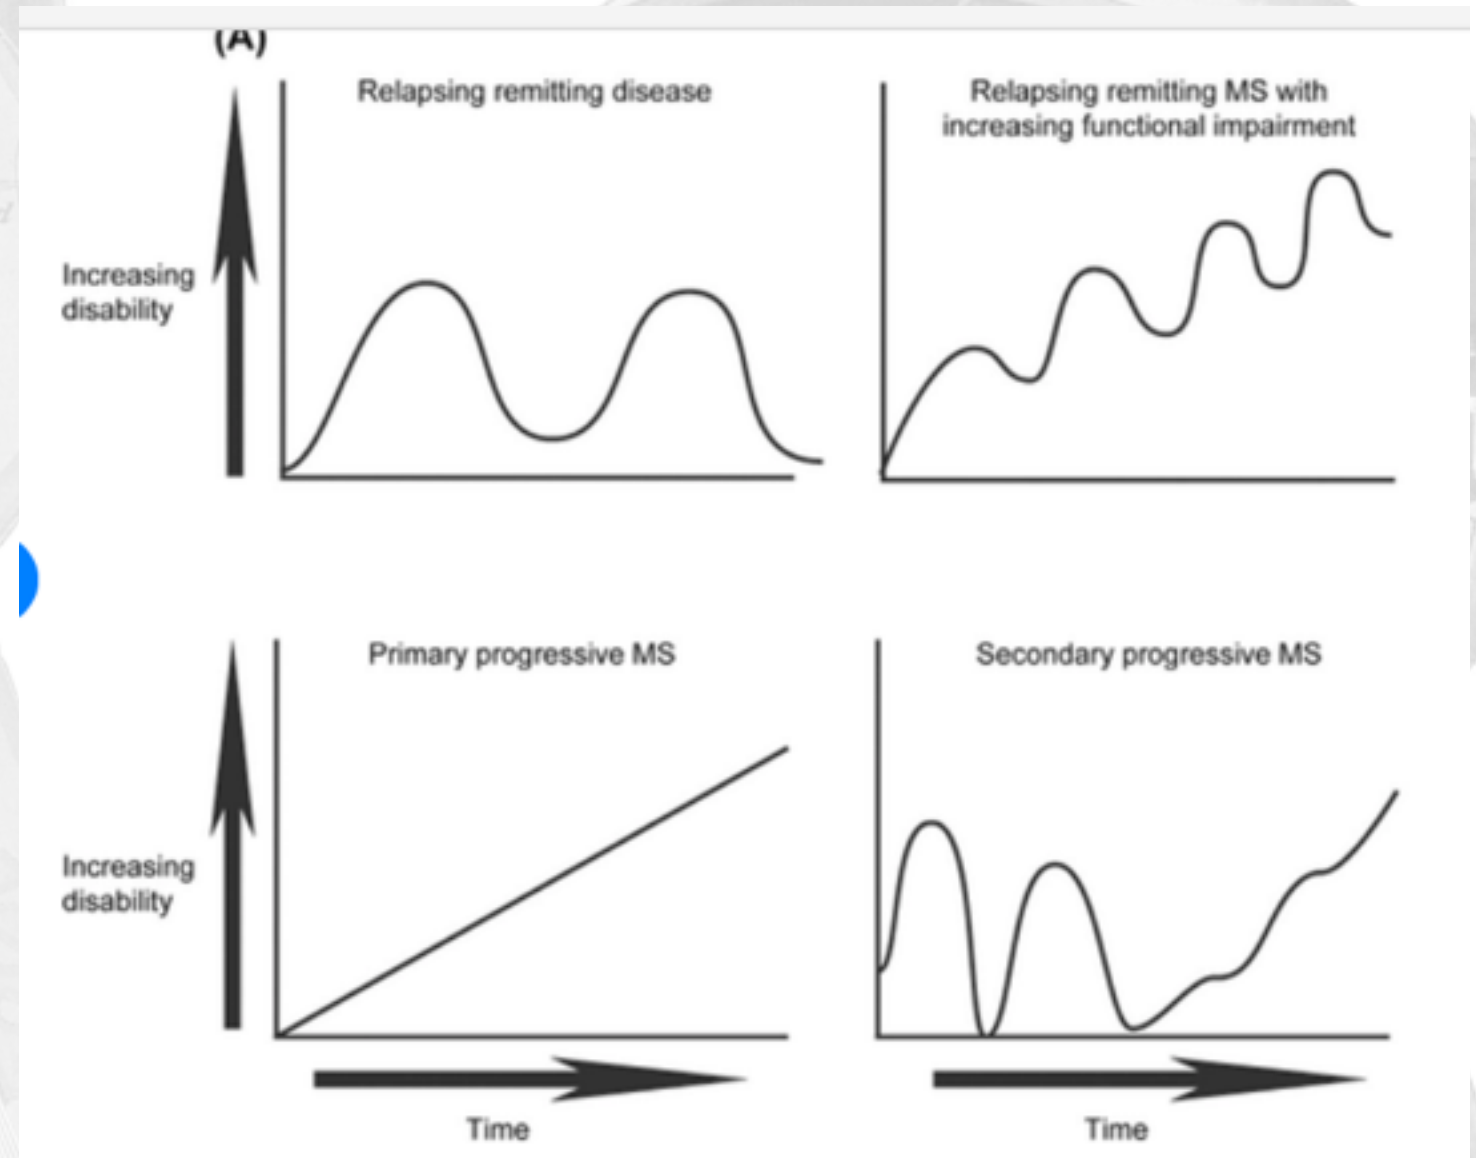 (A)
Relapsing remitting disease
Relapsing remitting MS with
increasing functional impairment
Increasing
disability
Primary progressive MS
Secondary progressive MS
Increasing
disability
Time
Time